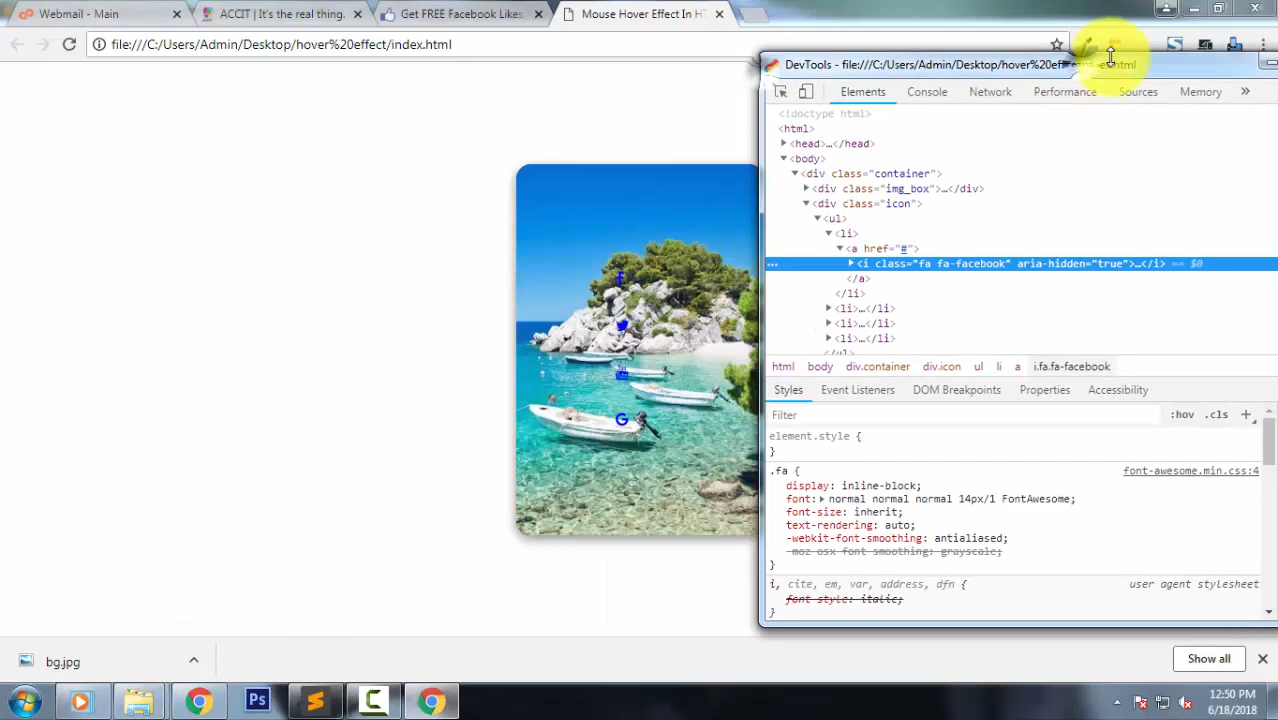 Webmail - Main
ACCIT | It's the real thing.
Get FREE Facebook Likes
Mouse Hover Effect In HT
file:///C:/Users/Admin/Desktop/hover%20effect/index.html
DevTools - file:///C:/Users/Admin/Desktop/hover%20eff
Elements Console Network Performance Sources Memory »
<!doctype html>
<html>
<head>…</head>
<body>
<div class="container">
<div class="img_box">…</div>
<div class="icon">
<ul>
<li>
<a href="#">
… <i class="fa fa-facebook" aria-hidden="true">…</i> == $0
</a>
</li>
<li>…</li>
<li>…</li>
<li>…</li>
</ul>
html body div.container div.icon ul li a i.fa.fa-facebook
Styles Event Listeners DOM Breakpoints Properties Accessibility
Filter :hov .cls +
element.style {
}
.fa { font-awesome.min.css:4
display: inline-block;
font: normal normal normal 14px/1 FontAwesome;
font-size: inherit;
text-rendering: auto;
-webkit-font-smoothing: antialiased;
-moz-osx-font-smoothing: grayscale;
}
i, cite, em, var, address, dfn { user agent stylesheet
font-style: italic;
}
bg.jpg
Show all
12:50 PM
6/18/2018